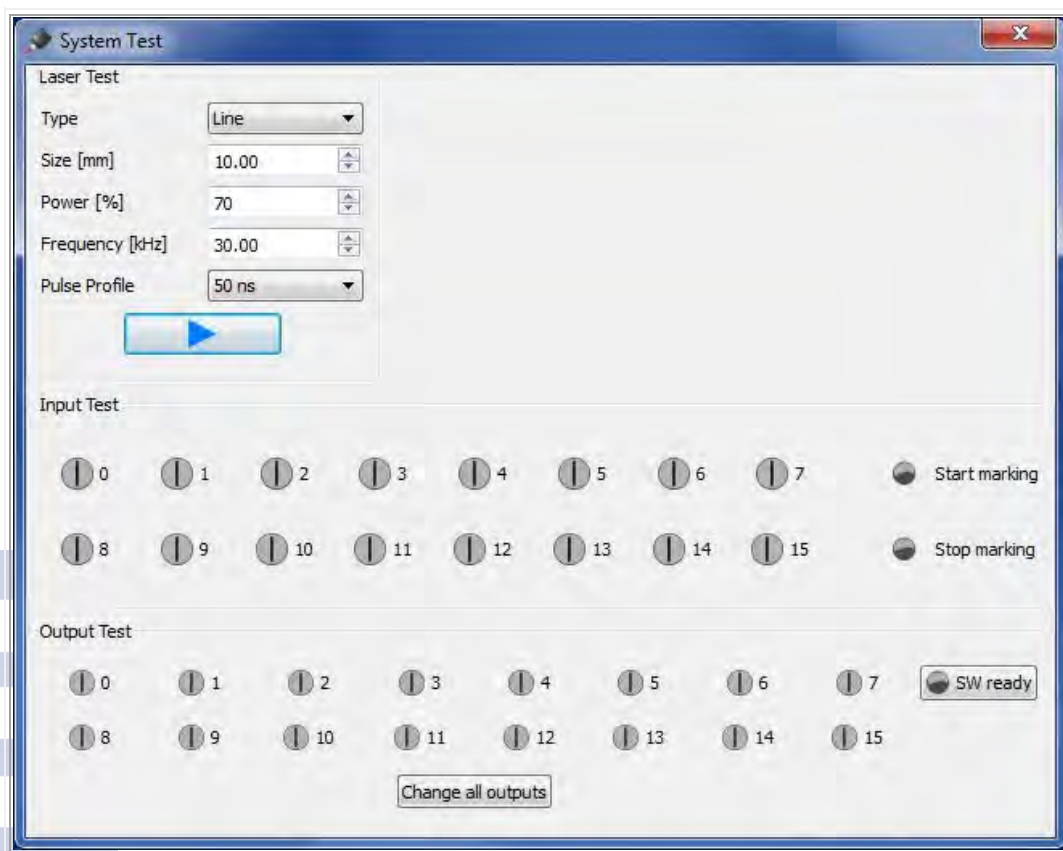 System Test
Laser Test
Type Line
Size [mm] 10.00
Power [%] 70
Frequency [kHz] 30.00
Pulse Profile 50 ns
Input Test
0 1 2 3 4 5 6 7 Start marking
8 9 10 11 12 13 14 15 Stop marking
Output Test
0 1 2 3 4 5 6 7 SW ready
8 9 10 11 12 13 14 15
Change all outputs